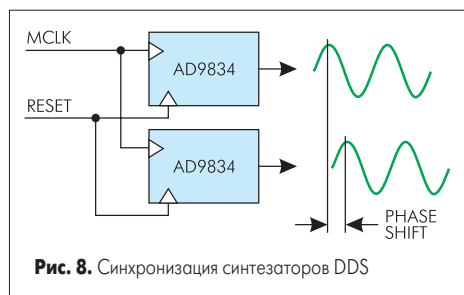 MCLK
AD9834
RESET
AD9834
PHASE
SHIFT
Рис. 8. Синхронизация синтезаторов DDS